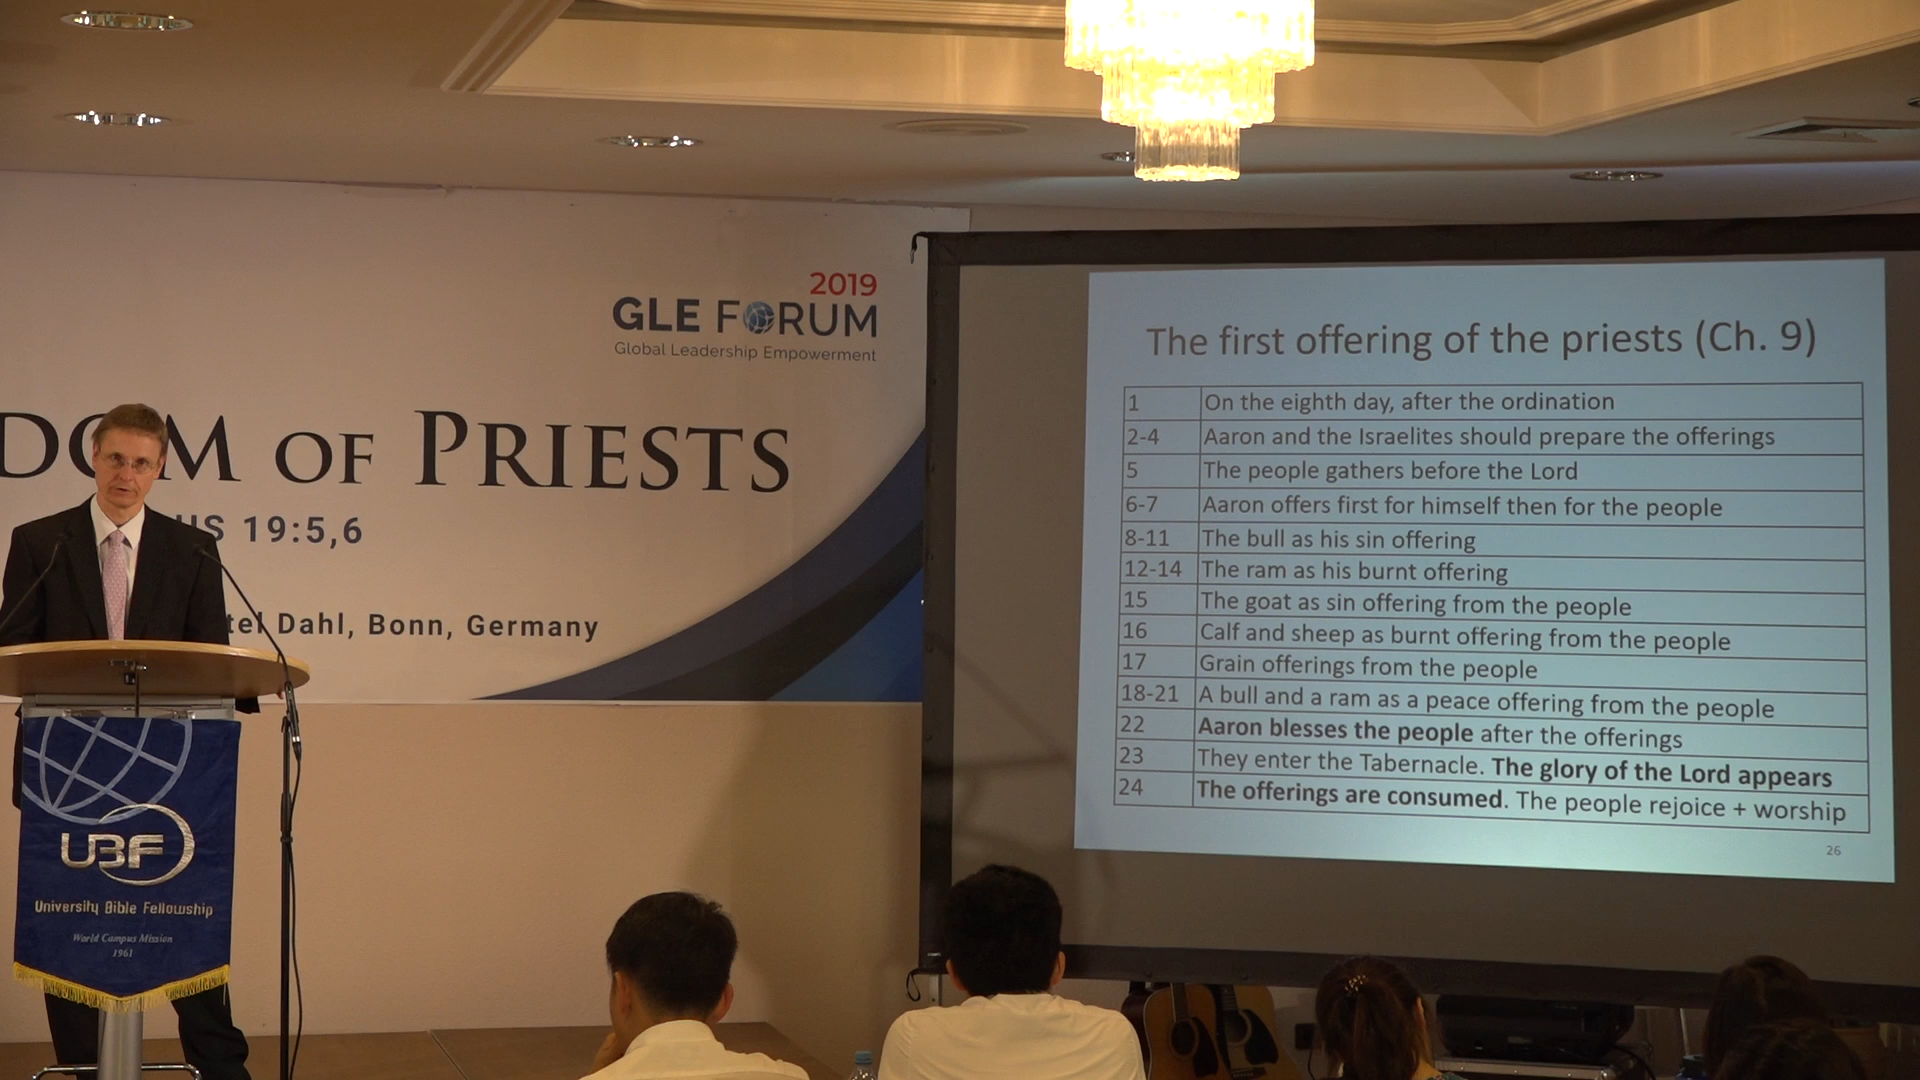 2019
GLE FORUM
Global Leadership Empowerment
DOM OF PRIESTS
US 19:5,6
tel Dahl, Bonn, Germany
UBF
University Bible Fellowship
World Campus Mission
1961
The first offering of the priests (Ch. 9)
1 On the eighth day, after the ordination
2-4 Aaron and the Israelites should prepare the offerings
5 The people gathers before the Lord
6-7 Aaron offers first for himself then for the people
8-11 The bull as his sin offering
12-14 The ram as his burnt offering
15 The goat as sin offering from the people
16 Calf and sheep as burnt offering from the people
17 Grain offerings from the people
18-21 A bull and a ram as a peace offering from the people
22 Aaron blesses the people after the offerings
23 They enter the Tabernacle. The glory of the Lord appears
24 The offerings are consumed. The people rejoice + worship
26